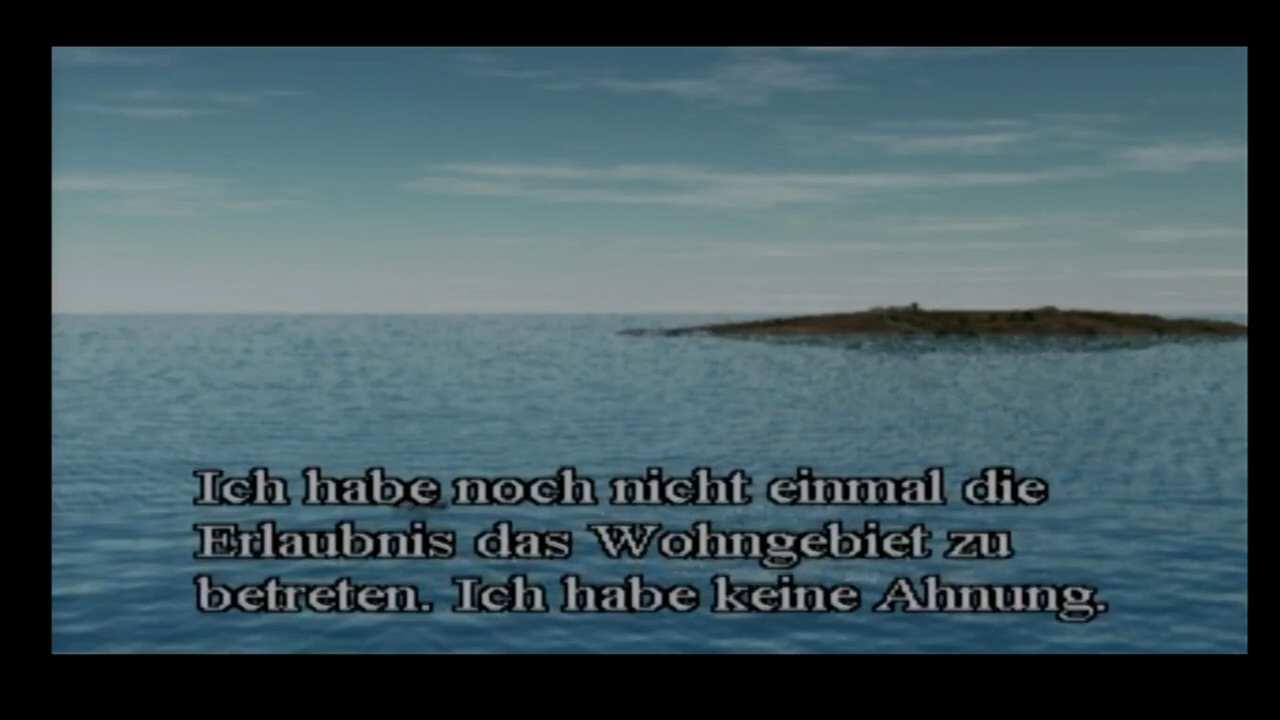 Ich habe noch nicht einmal die
Erlaubnis das Wohngebiet zu
betreten. Ich habe keine Ahnung.